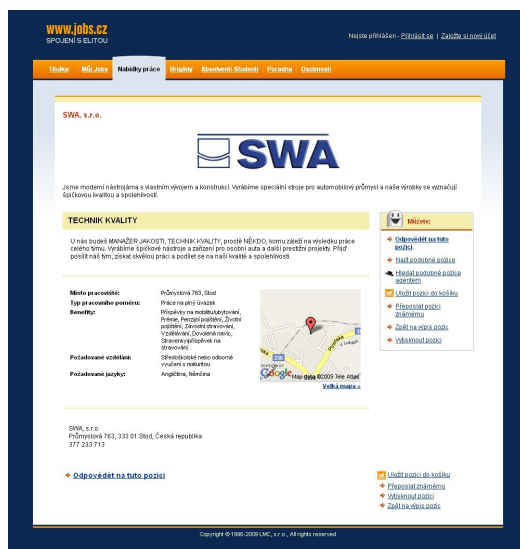 www.jobs.cz
SPOJENÍ S ELITOU
Nejste přihlášen - Přihlásit se | Založte si nový účet
Titulka Můj Jobs Nabídky práce Brigády Absolventi Studenti Poradna Osobnosti
SWA, s.r.o.
SWA
Jsme moderní nástrojárna s vlastním vývojem a konstrukcí. Vyrábíme speciální stroje pro automobilový průmysl a naše výrobky se vyznačují
špičkovou kvalitou a spolehlivostí.
TECHNIK KVALITY
U nás budeš MANAŽER JAKOSTI, TECHNIK KVALITY, prostě NĚKDO, komu záleží na výsledku práce
celého týmu. Vyrábíme špičkové nástroje a zařízení pro osobní auta a další prestižní projekty. Přijď
posílit náš tým, získat skvělou práci a podílet se na naší kvalitě a spolehlivosti.
Místo pracoviště: Průmyslová 763, Stod
Typ pracovního poměru: Práce na plný úvazek
Benefity: Příspěvky na mobilitu/ubytování,
Prémie, Penzijní pojištění, Životní
pojištění, Závodní stravování,
Vzdělávání, Dovolená navíc,
Stravenky/příspěvek na
stravování
Požadované vzdělání: Středoškolské nebo odborné
vyučení s maturitou
Požadované jazyky: Angličtina, Němčina
Plzeňská
230
POWERED BY
Google
Map data ©2009 Tele Atlas
Velká mapa »
Můžete:
Odpovědět na tuto
pozici
Najít podobné pozice
Hledat podobné pozice
agentem
Uložit pozici do košíku
Přeposlat pozici
známému
Zpět na výpis pozic
Vytisknout pozici
SWA, s.r.o.
Průmyslová 763, 333 01 Stod, Česká republika
377 233 713
Odpovědět na tuto pozici
Uložit pozici do košíku
Přeposlat známému
Vytisknout pozici
Zpět na výpis pozic
Copyright © 1996-2009 LMC, s.r.o., All rights reserved